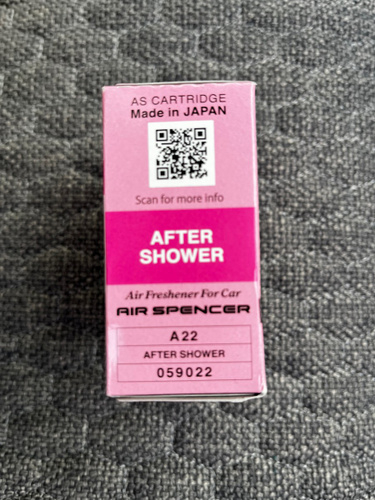 AS CARTRIDGE
Made in JAPAN
Scan for more info
AFTER
SHOWER
Air Freshener For Car
AIR SPENCER
A22
AFTER SHOWER
059022